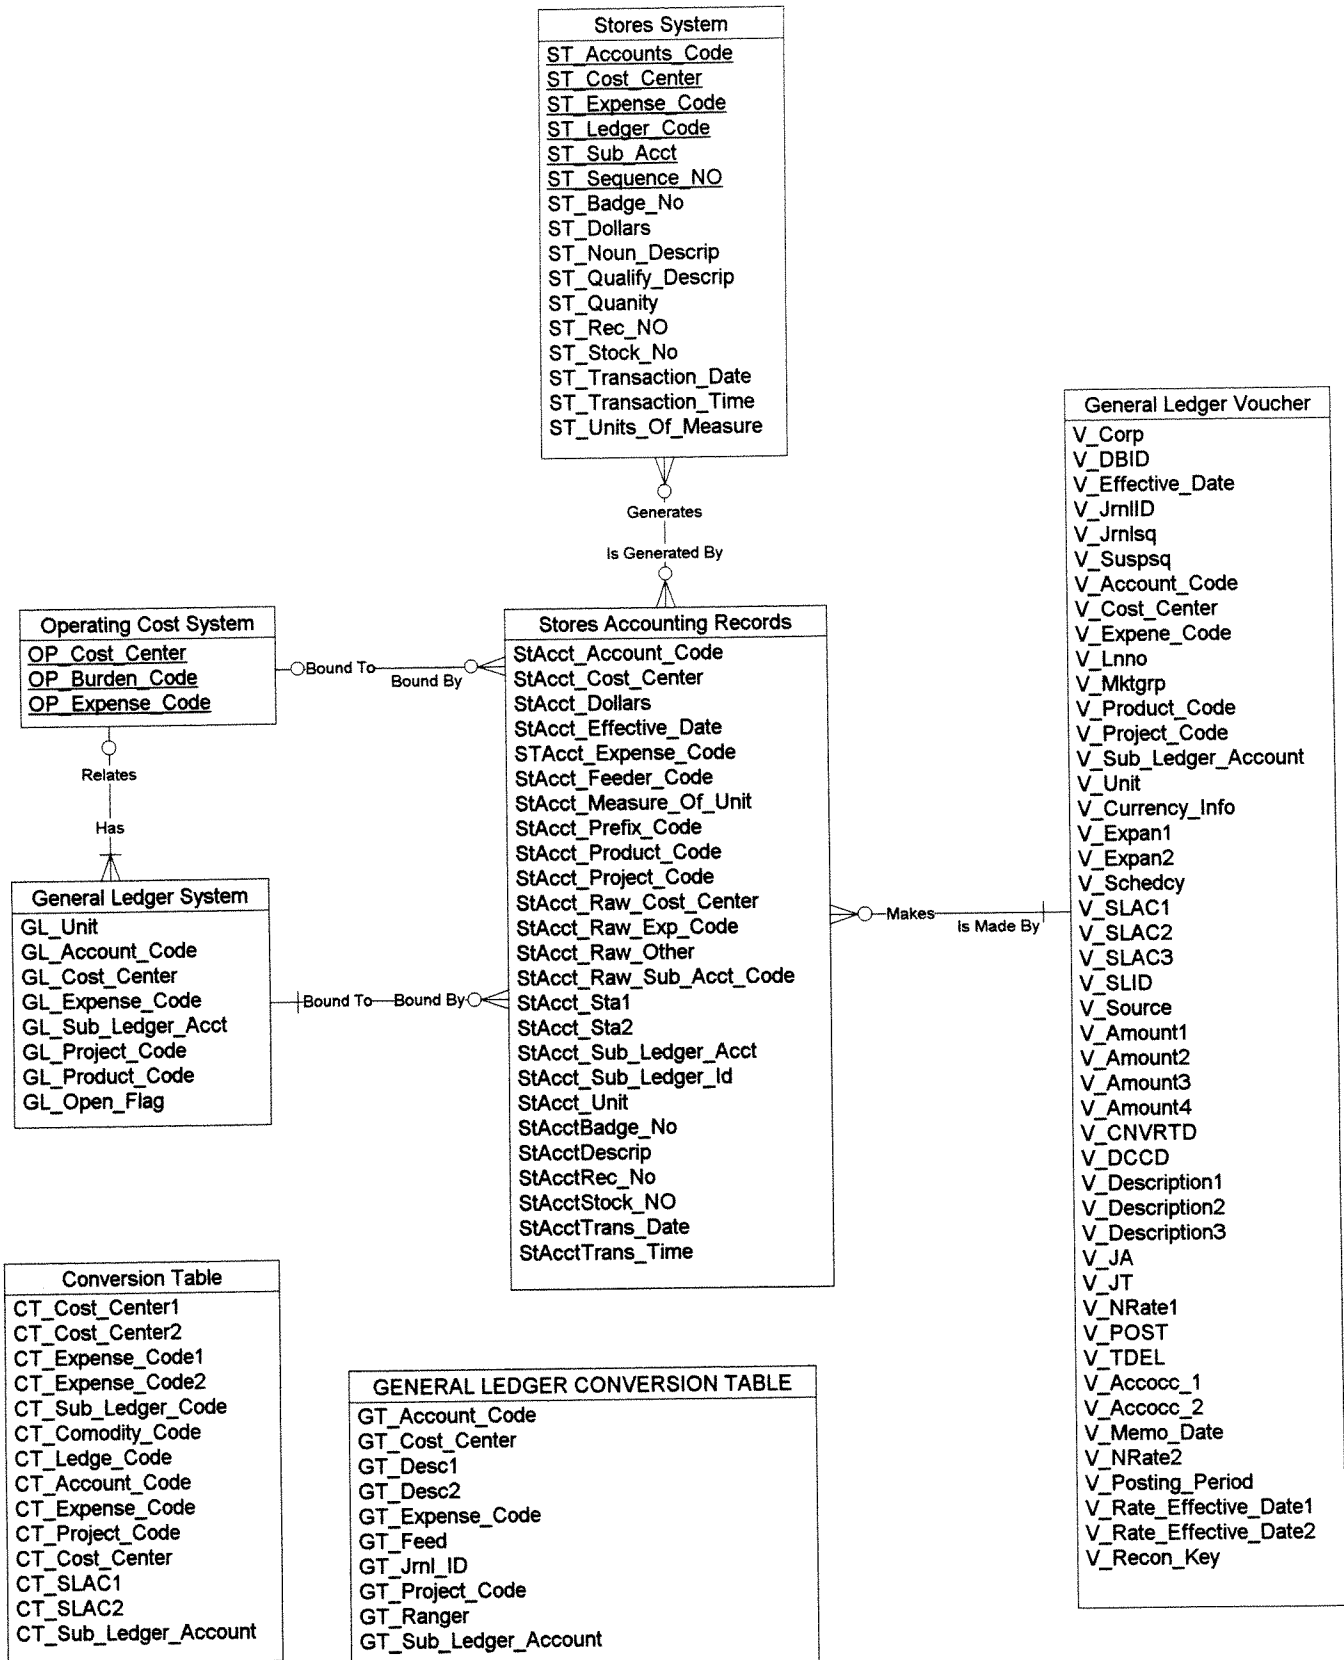 Stores System
ST_Accounts_Code
ST_Cost_Center
ST_Expense_Code
ST_Ledger_Code
ST_Sub_Acct
ST_Sequence_NO
ST_Badge_No
ST_Dollars
ST_Noun_Descrip
ST_Qualify_Descrip
ST_Quanity
ST_Rec_NO
ST_Stock_No
ST_Transaction_Date
ST_Transaction_Time
ST_Units_Of_Measure
Generates
Is Generated By
Operating Cost System
OP_Cost_Center
OP_Burden_Code
OP_Expense_Code
Bound To
Bound By
Relates
Has
General Ledger System
GL_Unit
GL_Account_Code
GL_Cost_Center
GL_Expense_Code
GL_Sub_Ledger_Acct
GL_Project_Code
GL_Product_Code
GL_Open_Flag
Bound To
Bound By
Stores Accounting Records
StAcct_Account_Code
StAcct_Cost_Center
StAcct_Dollars
StAcct_Effective_Date
STAcct_Expense_Code
StAcct_Feeder_Code
StAcct_Measure_Of_Unit
StAcct_Prefix_Code
StAcct_Product_Code
StAcct_Project_Code
StAcct_Raw_Cost_Center
StAcct_Raw_Exp_Code
StAcct_Raw_Other
StAcct_Raw_Sub_Acct_Code
StAcct_Sta1
StAcct_Sta2
StAcct_Sub_Ledger_Acct
StAcct_Sub_Ledger_Id
StAcct_Unit
StAcctBadge_No
StAcctDescrip
StAcctRec_No
StAcctStock_NO
StAcctTrans_Date
StAcctTrans_Time
Makes
Is Made By
General Ledger Voucher
V_Corp
V_DBID
V_Effective_Date
V_JrnlID
V_Jrnlsq
V_Suspsq
V_Account_Code
V_Cost_Center
V_Expene_Code
V_Lnno
V_Mktgrp
V_Product_Code
V_Project_Code
V_Sub_Ledger_Account
V_Unit
V_Currency_Info
V_Expan1
V_Expan2
V_Schedcy
V_SLAC1
V_SLAC2
V_SLAC3
V_SLID
V_Source
V_Amount1
V_Amount2
V_Amount3
V_Amount4
V_CNVRTD
V_DCCD
V_Description1
V_Description2
V_Description3
V_JA
V_JT
V_NRate1
V_POST
V_TDEL
V_Accocc_1
V_Accocc_2
V_Memo_Date
V_NRate2
V_Posting_Period
V_Rate_Effective_Date1
V_Rate_Effective_Date2
V_Recon_Key
Conversion Table
CT_Cost_Center1
CT_Cost_Center2
CT_Expense_Code1
CT_Expense_Code2
CT_Sub_Ledger_Code
CT_Comodity_Code
CT_Ledge_Code
CT_Account_Code
CT_Expense_Code
CT_Project_Code
CT_Cost_Center
CT_SLAC1
CT_SLAC2
CT_Sub_Ledger_Account
GENERAL LEDGER CONVERSION TABLE
GT_Account_Code
GT_Cost_Center
GT_Desc1
GT_Desc2
GT_Expense_Code
GT_Feed
GT_Jrnl_ID
GT_Project_Code
GT_Ranger
GT_Sub_Ledger_Account